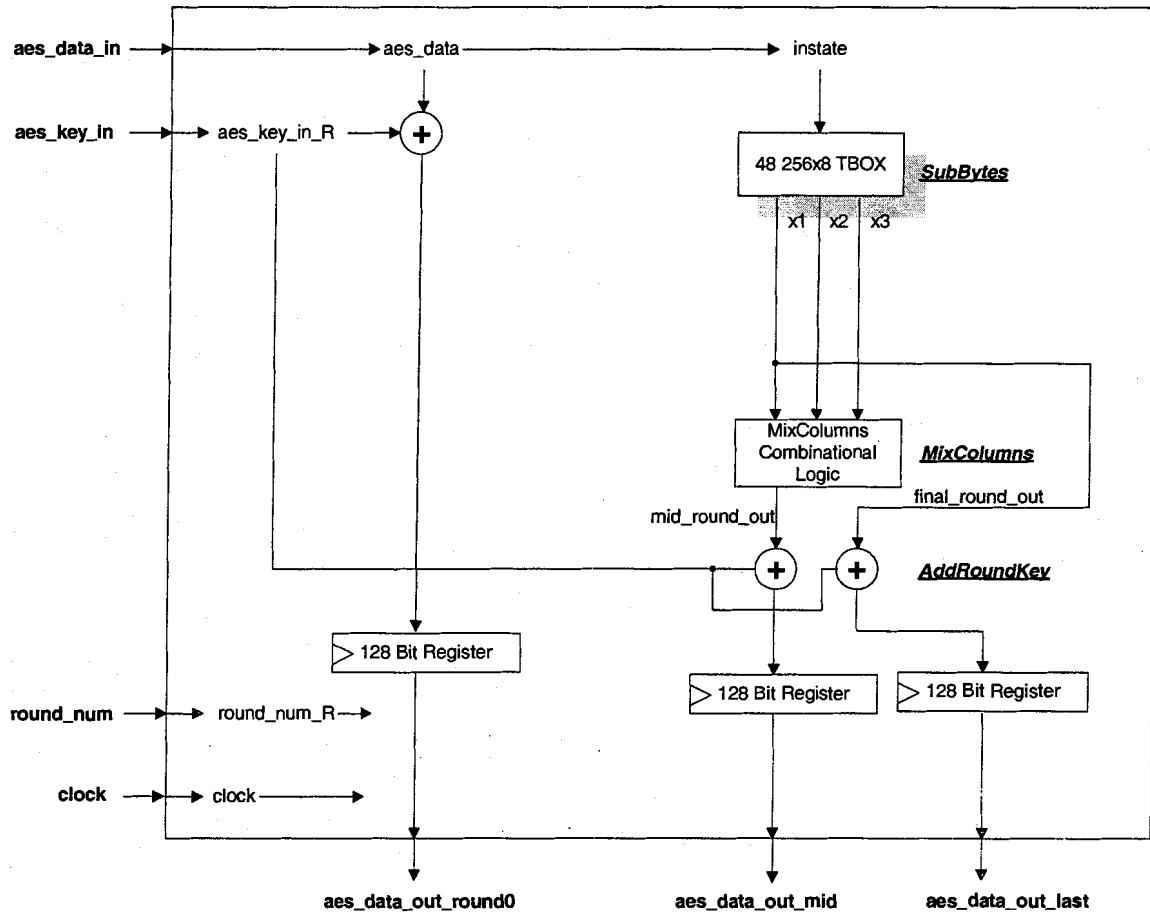 aes_data_in
aes_data
instate
aes_key_in
aes_key_in_R
+
48 256x8 TBOX
SubBytes
x1
x2
x3
MixColumns
Combinational
Logic
MixColumns
final_round_out
mid_round_out
+
+
AddRoundKey
128 Bit Register
128 Bit Register
128 Bit Register
round_num
round_num_R
clock
clock
aes_data_out_round0
aes_data_out_mid
aes_data_out_last